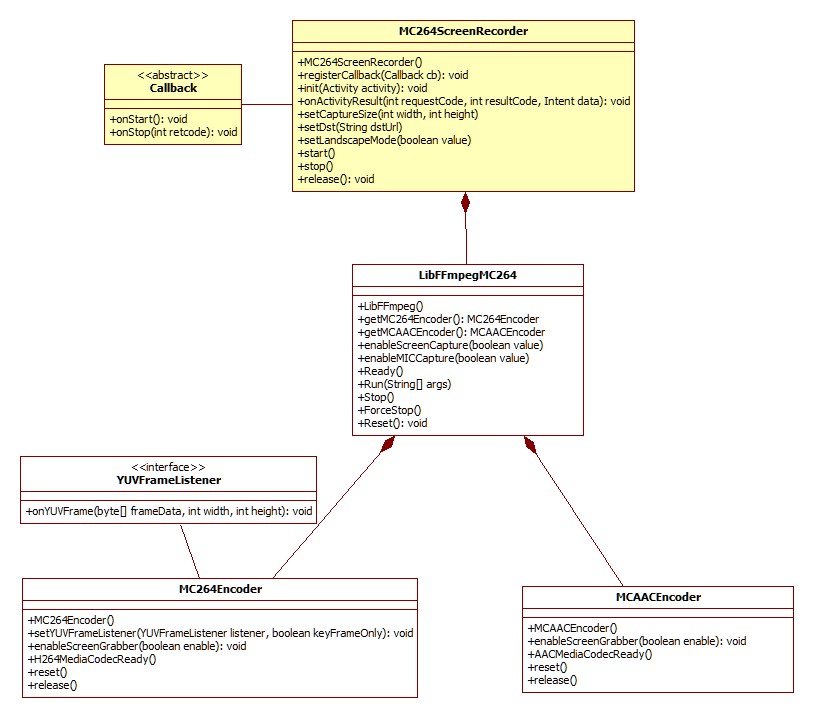 MC264ScreenRecorder
+MC264ScreenRecorder()
+registerCallback(Callback cb): void
+init(Activity activity): void
+onActivityResult(int requestCode, int resultCode, Intent data): void
+setCaptureSize(int width, int height)
+setDst(String dstUrl)
+setLandscapeMode(boolean value)
+start()
+stop()
+release(): void
<<abstract>>
Callback
+onStart(): void
+onStop(int retcode): void
LibFFmpegMC264
+LibFFmpeg()
+getMC264Encoder(): MC264Encoder
+getMCAACEncoder(): MCAACEncoder
+enableScreenCapture(boolean value)
+enableMICCapture(boolean value)
+Ready()
+Run(String[] args)
+Stop()
+ForceStop()
+Reset(): void
<<interface>>
YUVFrameListener
+onYUVFrame(byte[] frameData, int width, int height): void
MC264Encoder
+MC264Encoder()
+setYUVFrameListener(YUVFrameListener listener, boolean keyFrameOnly): void
+enableScreenGrabber(boolean enable): void
+H264MediaCodecReady()
+reset()
+release()
MCAACEncoder
+MCAACEncoder()
+enableScreenGrabber(boolean enable): void
+AACMediaCodecReady()
+reset()
+release()